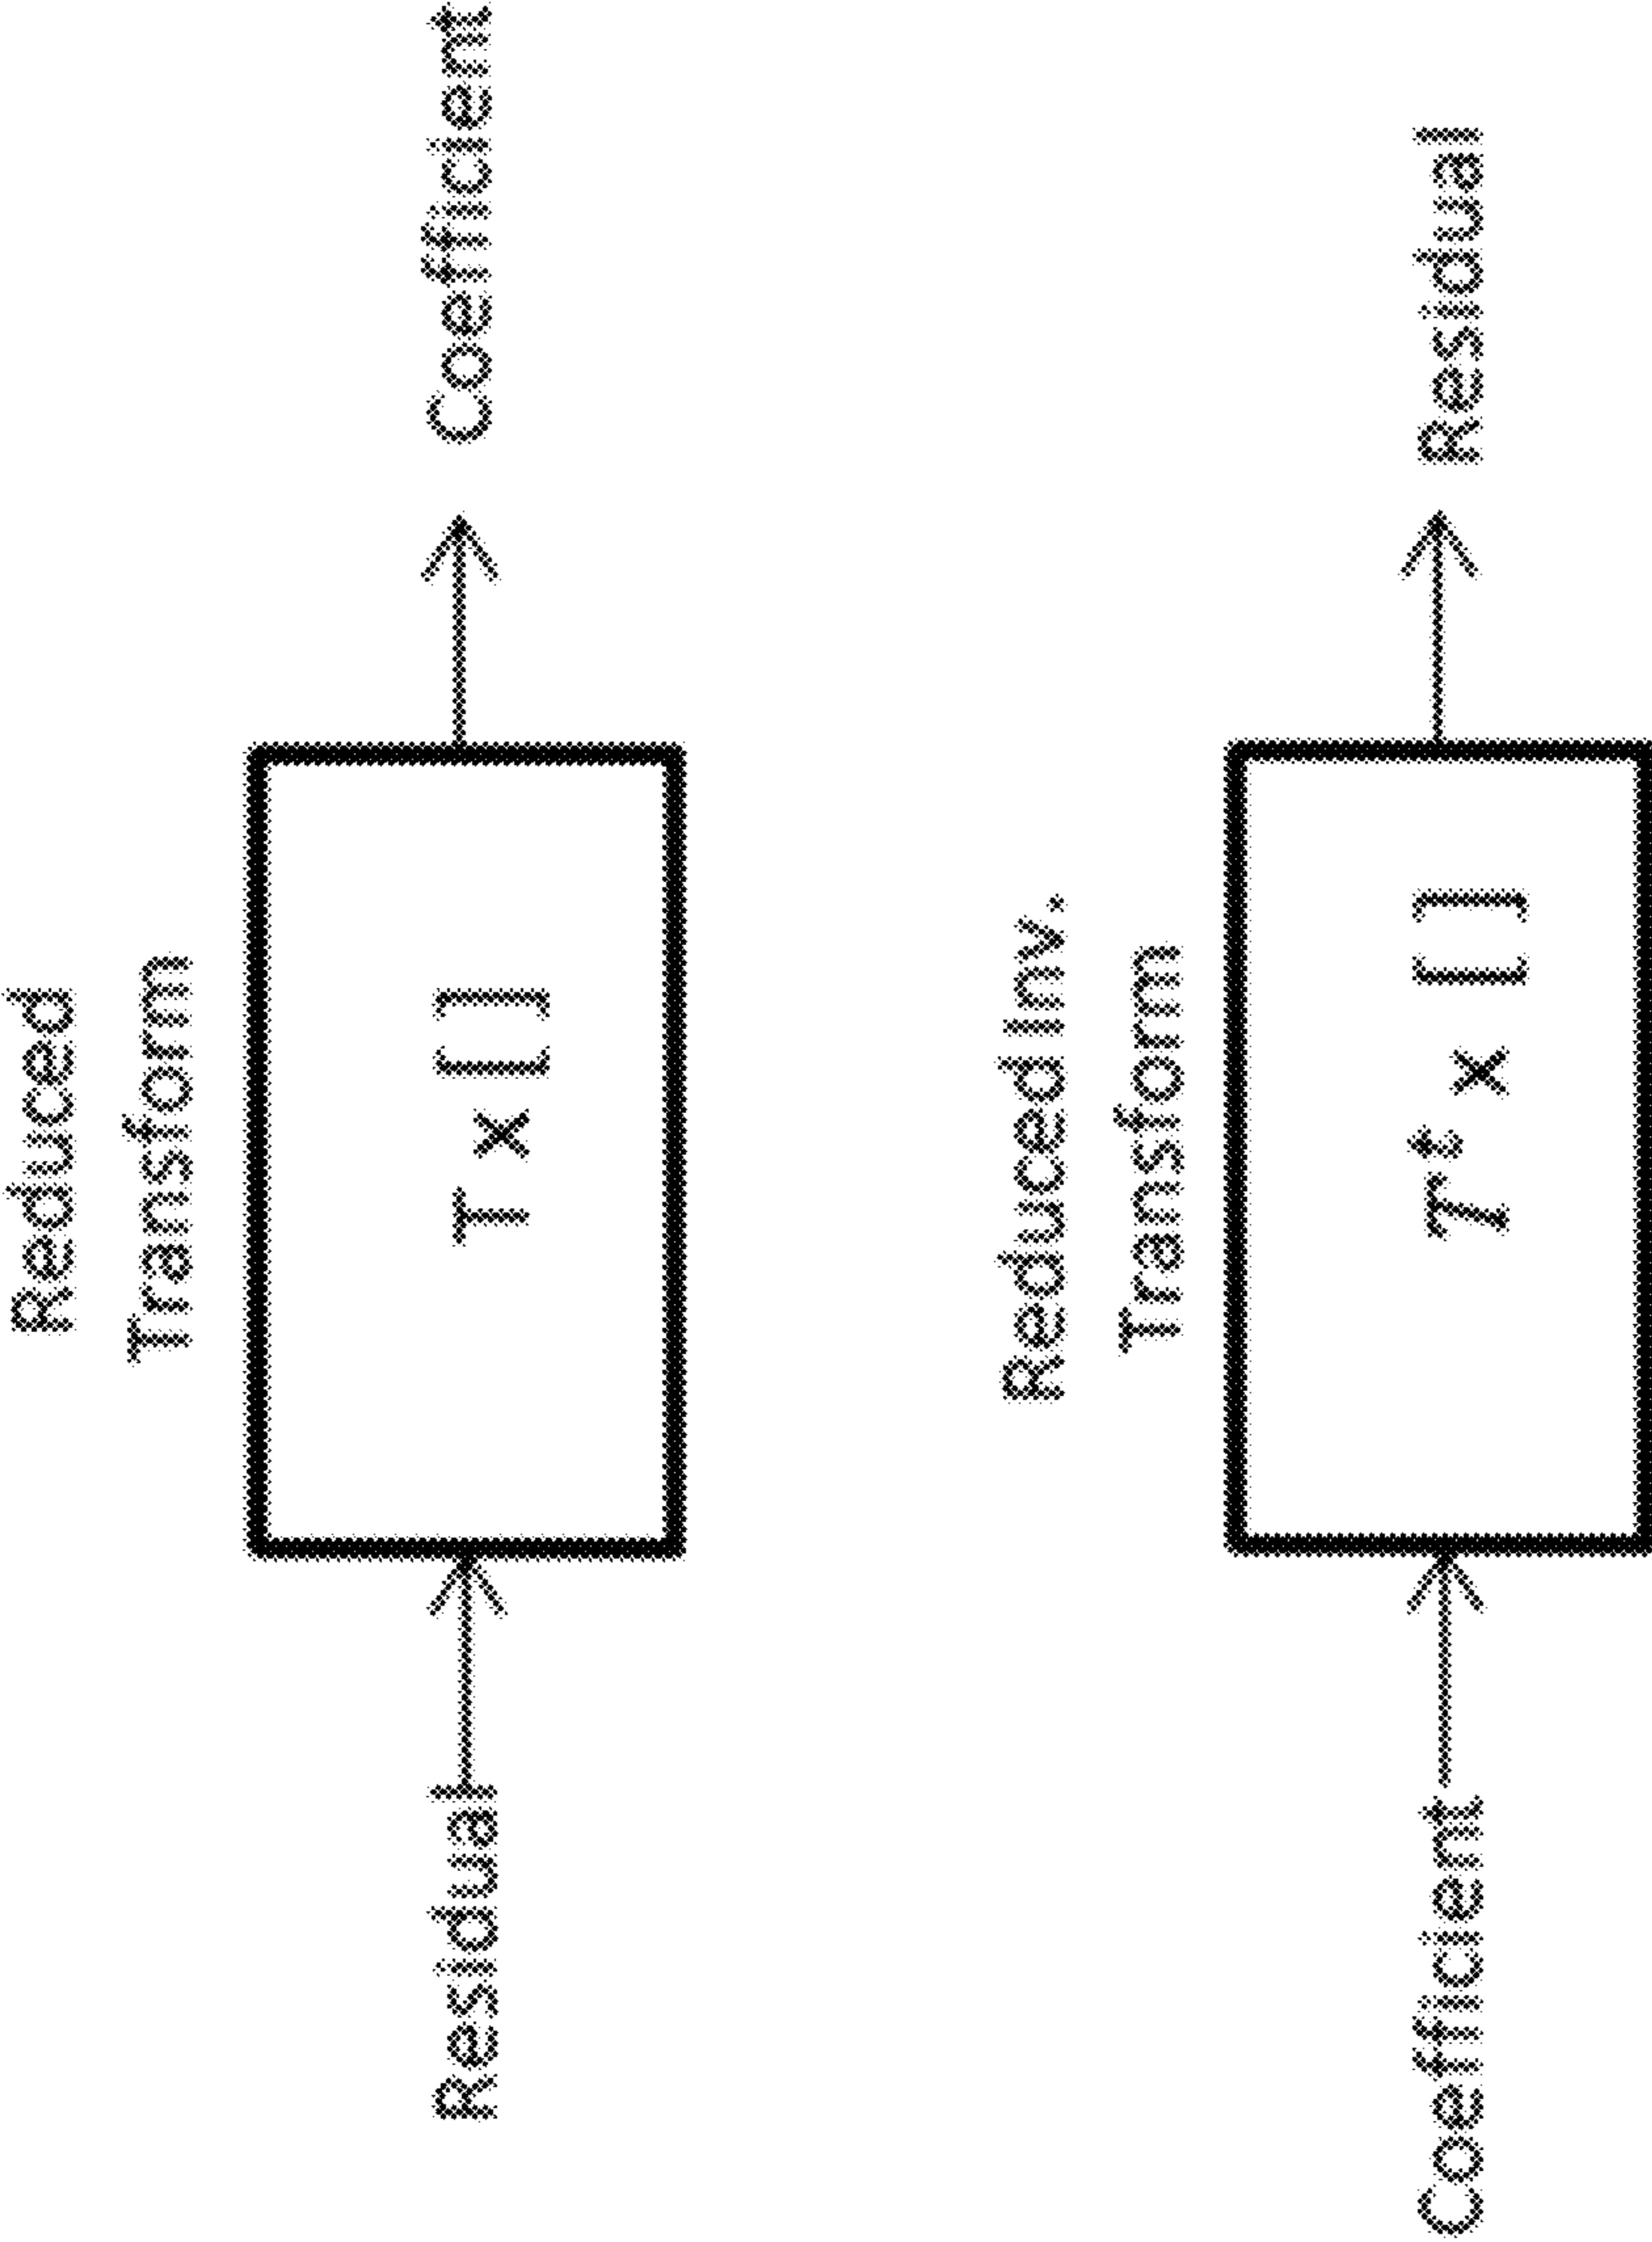 Reduced
Transform
Residual
T x [ ]
Coefficient
Reduced Inv.
Transform
Coefficient
Tᵗ x [ ]
Residual